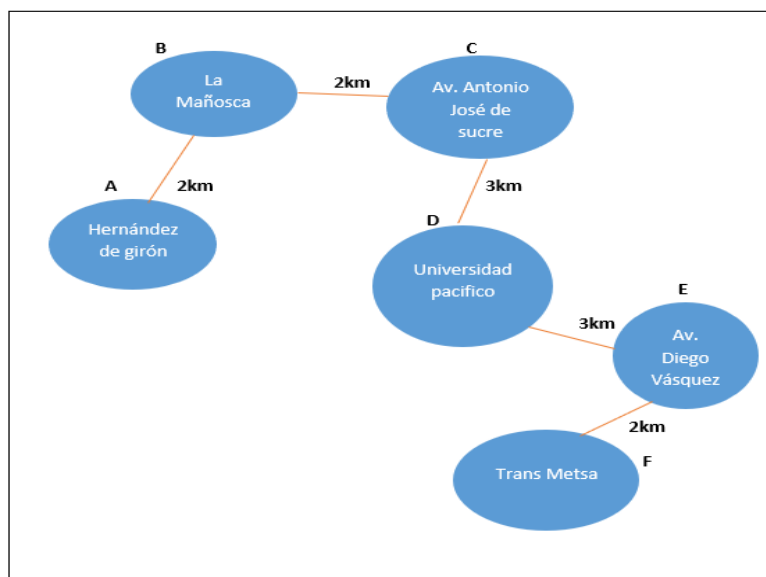 B
La
Mañosca
2km
C
Av. Antonio
José de
sucre
A
2km
Hernández
de girón
3km
D
Universidad
pacifico
3km
E
Av.
Diego
Vásquez
2km
Trans Metsa
F